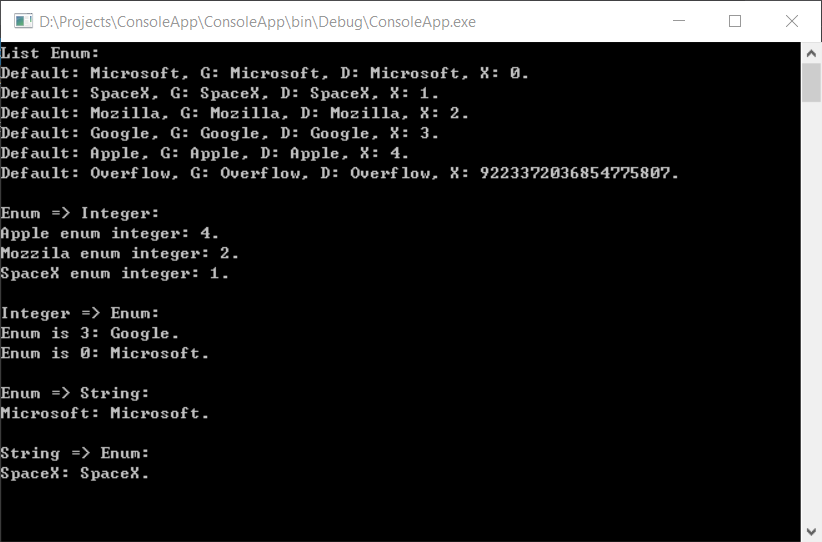 D:\Projects\ConsoleApp\ConsoleApp\bin\Debug\ConsoleApp.exe
List Enum:
Default: Microsoft, G: Microsoft, D: Microsoft, X: 0.
Default: SpaceX, G: SpaceX, D: SpaceX, X: 1.
Default: Mozilla, G: Mozilla, D: Mozilla, X: 2.
Default: Google, G: Google, D: Google, X: 3.
Default: Apple, G: Apple, D: Apple, X: 4.
Default: Overflow, G: Overflow, D: Overflow, X: 9223372036854775807.
Enum => Integer:
Apple enum integer: 4.
Mozzila enum integer: 2.
SpaceX enum integer: 1.
Integer => Enum:
Enum is 3: Google.
Enum is 0: Microsoft.
Enum => String:
Microsoft: Microsoft.
String => Enum:
SpaceX: SpaceX.